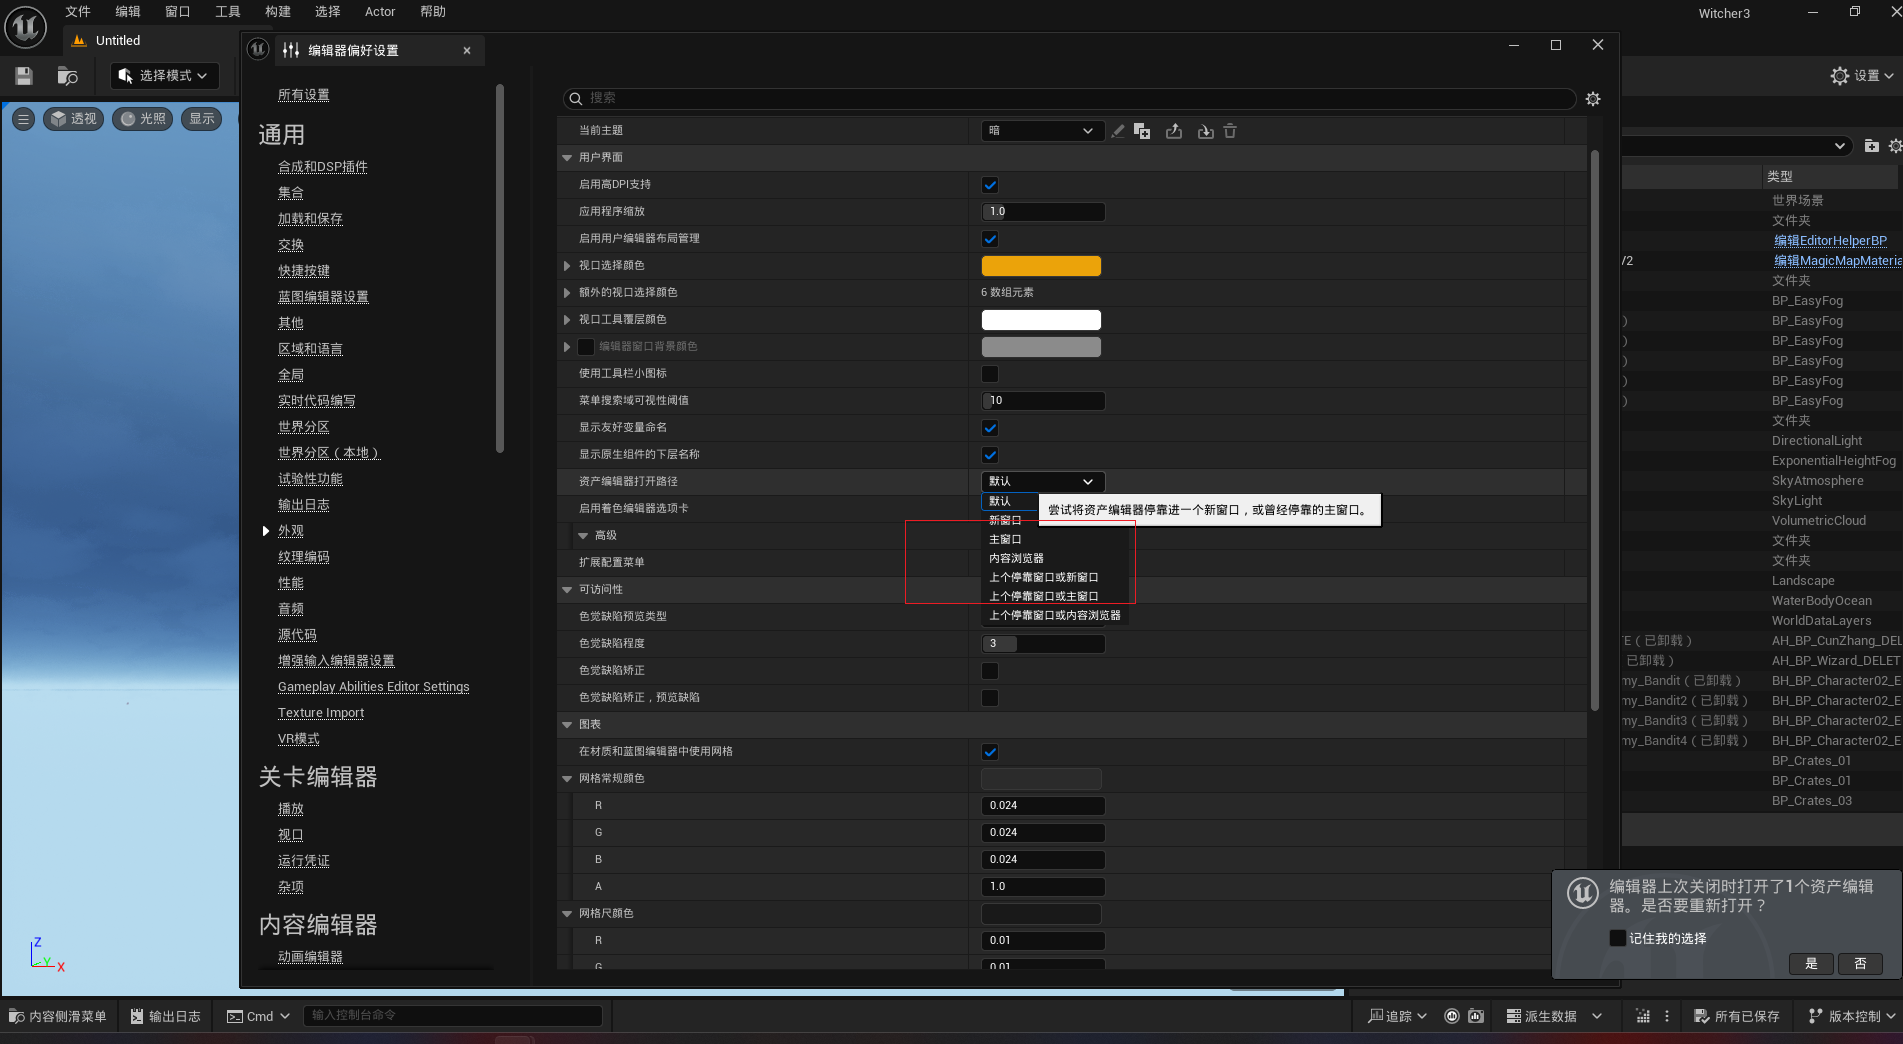 文件 编辑 窗口 工具 构建 选择 Actor 帮助
Witcher3
Untitled
编辑器偏好设置
选择模式
设置
透视 光照 显示
所有设置
通用
合成和DSP插件
集合
加载和保存
交换
快捷按键
蓝图编辑器设置
其他
区域和语言
全局
实时代码编写
世界分区
世界分区（本地）
试验性功能
输出日志
外观
纹理编码
性能
音频
源代码
增强输入编辑器设置
Gameplay Abilities Editor Settings
Texture Import
VR模式
关卡编辑器
播放
视口
运行凭证
杂项
内容编辑器
动画编辑器
搜索
当前主题 暗
用户界面
启用高DPI支持
应用程序缩放 1.0
启用用户编辑器布局管理
视口选择颜色
额外的视口选择颜色 6 数组元素
视口工具覆层颜色
编辑器窗口背景颜色
使用工具栏小图标
菜单搜索域可视性阈值 10
显示友好变量命名
显示原生组件的下层名称
资产编辑器打开路径 默认
启用着色编辑器选项卡
高级
扩展配置菜单
可访问性
色觉缺陷预览类型
色觉缺陷程度 3
色觉缺陷矫正
色觉缺陷矫正，预览缺陷
图表
在材质和蓝图编辑器中使用网格
网格常规颜色
R 0.024
G 0.024
B 0.024
A 1.0
网格尺颜色
R 0.01
G 0.01
默认
新窗口
主窗口
内容浏览器
上个停靠窗口或新窗口
上个停靠窗口或主窗口
上个停靠窗口或内容浏览器
尝试将资产编辑器停靠进一个新窗口，或曾经停靠的主窗口。
类型
世界场景
文件夹
编辑EditorHelperBP
V2 编辑MagicMapMateria
文件夹
BP_EasyFog
) BP_EasyFog
) BP_EasyFog
) BP_EasyFog
) BP_EasyFog
) BP_EasyFog
文件夹
DirectionalLight
ExponentialHeightFog
SkyAtmosphere
SkyLight
VolumetricCloud
文件夹
文件夹
Landscape
WaterBodyOcean
WorldDataLayers
TE（已卸载） AH_BP_CunZhang_DEL
已卸载） AH_BP_Wizard_DELET
my_Bandit（已卸载） BH_BP_Character02_E
my_Bandit2（已卸载） BH_BP_Character02_E
my_Bandit3（已卸载） BH_BP_Character02_E
my_Bandit4（已卸载） BH_BP_Character02_E
BP_Crates_01
BP_Crates_01
BP_Crates_03
编辑器上次关闭时打开了1个资产编辑
器。是否要重新打开？
记住我的选择
是 否
Z
Y
X
内容侧滑菜单 输出日志 Cmd 输入控制台命令 追踪 派生数据 所有已保存 版本控制